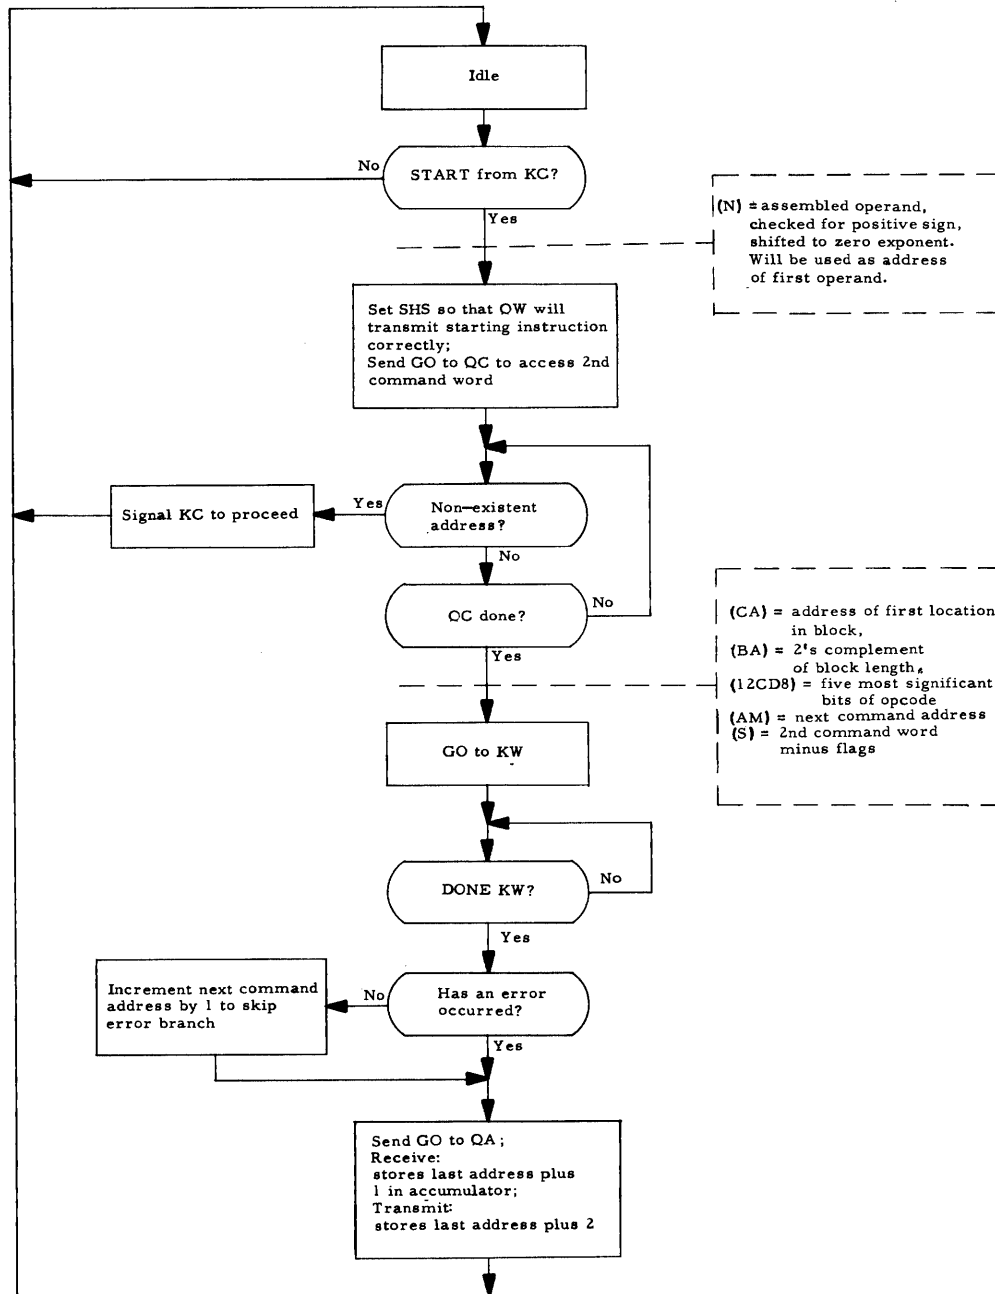 Idle
No
START from KC?
Yes
(N) = assembled operand,
checked for positive sign,
shifted to zero exponent.
Will be used as address
of first operand.
Set SHS so that OW will
transmit starting instruction
correctly;
Send GO to QC to access 2nd
command word
Signal KC to proceed
Yes
Non-existent
address?
No
QC done?
No
Yes
(CA) = address of first location
in block,
(BA) = 2's complement
of block length,
(12CD8) = five most significant
bits of opcode
(AM) = next command address
(S) = 2nd command word
minus flags
GO to KW
DONE KW?
No
Yes
Increment next command
address by 1 to skip
error branch
No
Has an error
occurred?
Yes
Send GO to QA;
Receive:
stores last address plus
1 in accumulator;
Transmit:
stores last address plus 2